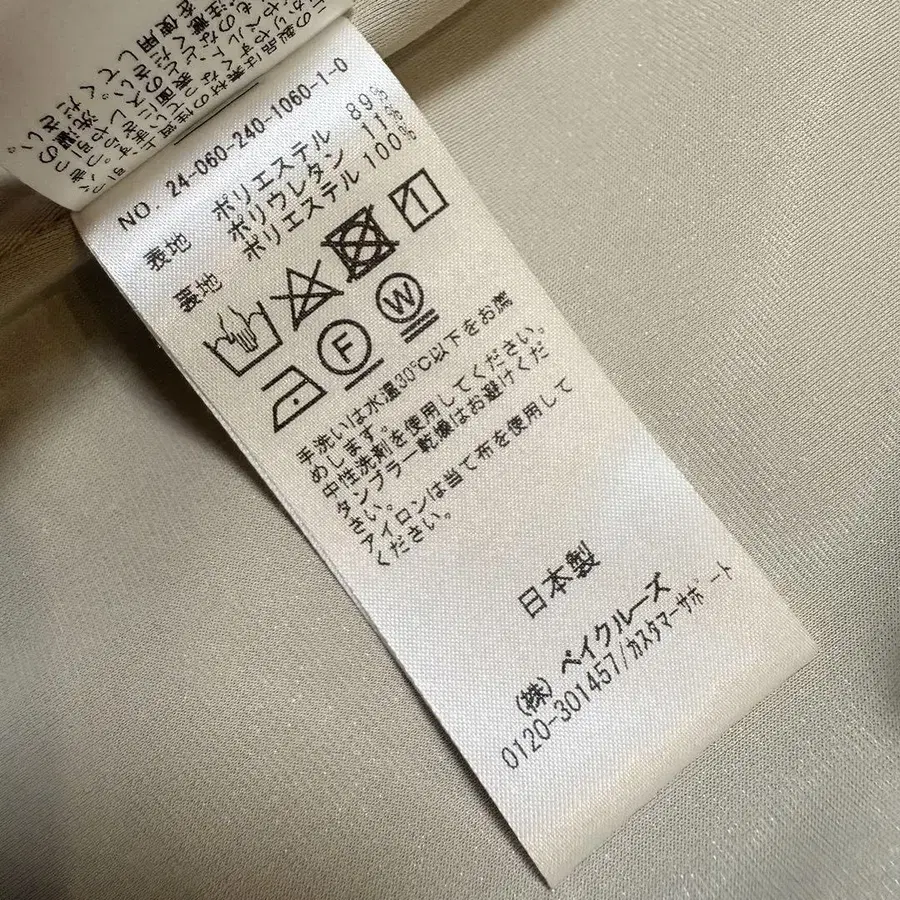 NO. 24-060-240-1060-1-0
表地 ポリエステル 89%
ポリウレタン 11%
裏地 ポリエステル 100%
F W
手洗いは水温30℃以下をお薦
めします。
中性洗剤を使用してください。
タンブラー乾燥はお避けくだ
さい。
アイロンは当て布を使用して
ください。
日本製
(株) ベイクルーズ
0120-301457/カスタマーサポート